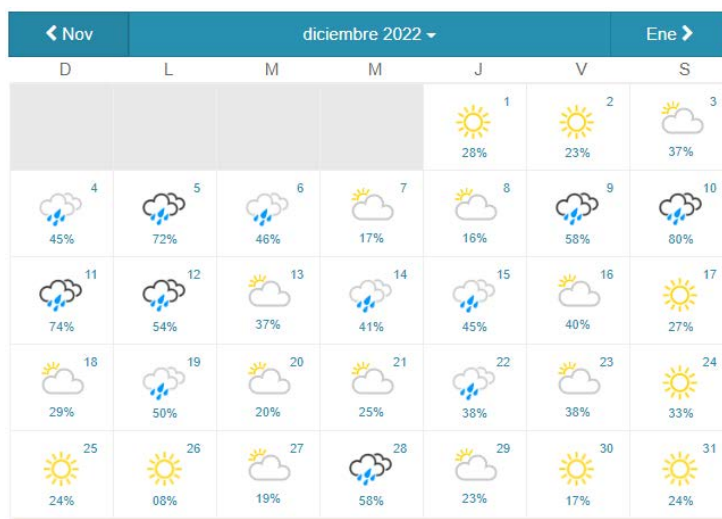 Nov diciembre 2022 Ene
D L M M J V S
1 2 3
28% 23% 37%
4 5 6 7 8 9 10
45% 72% 46% 17% 16% 58% 80%
11 12 13 14 15 16 17
74% 54% 37% 41% 45% 40% 27%
18 19 20 21 22 23 24
29% 50% 20% 25% 38% 38% 33%
25 26 27 28 29 30 31
24% 08% 19% 58% 23% 17% 24%